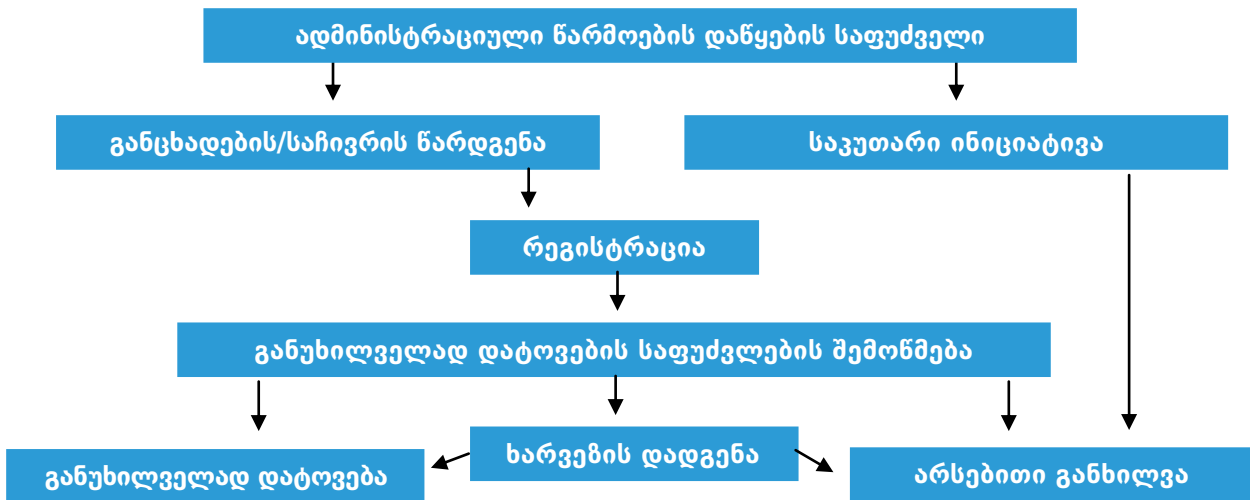 ადმინისტრაციული წარმოების დაწყების საფუძველი
განცხადების/საჩივრის წარდგენა
საკუთარი ინიციატივა
რეგისტრაცია
განუხილველად დატოვების საფუძვლების შემოწმება
ხარვეზის დადგენა
განუხილველად დატოვება
არსებითი განხილვა